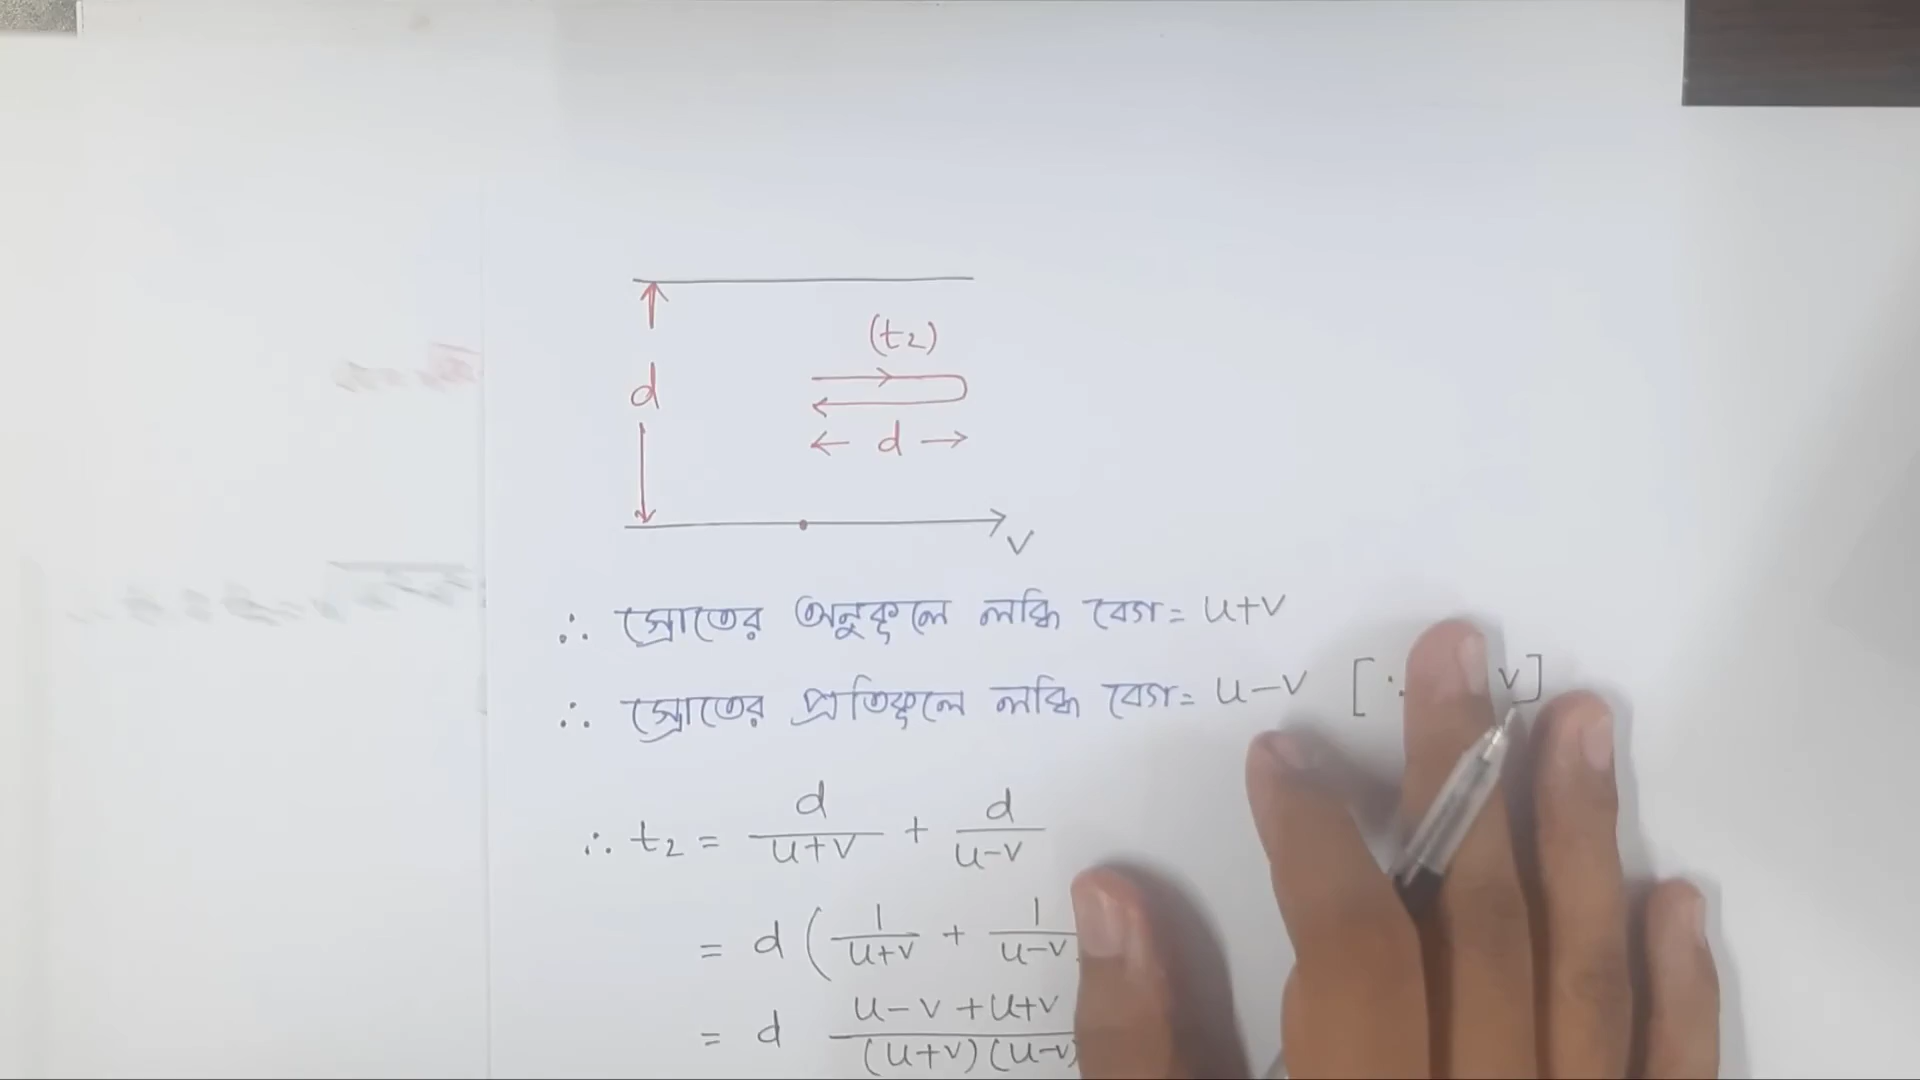 (t₂)
d
← d →
v
∴ স্রোতের অনুকূলে লব্ধি বেগ = u+v
∴ স্রোতের প্রতিকূলে লব্ধি বেগ = u-v [∵ v]
∴ t₂ = d/(u+v) + d/(u-v)
= d (1/(u+v) + 1/(u-v)
= d (u-v+u+v)/((u+v)(u-v))